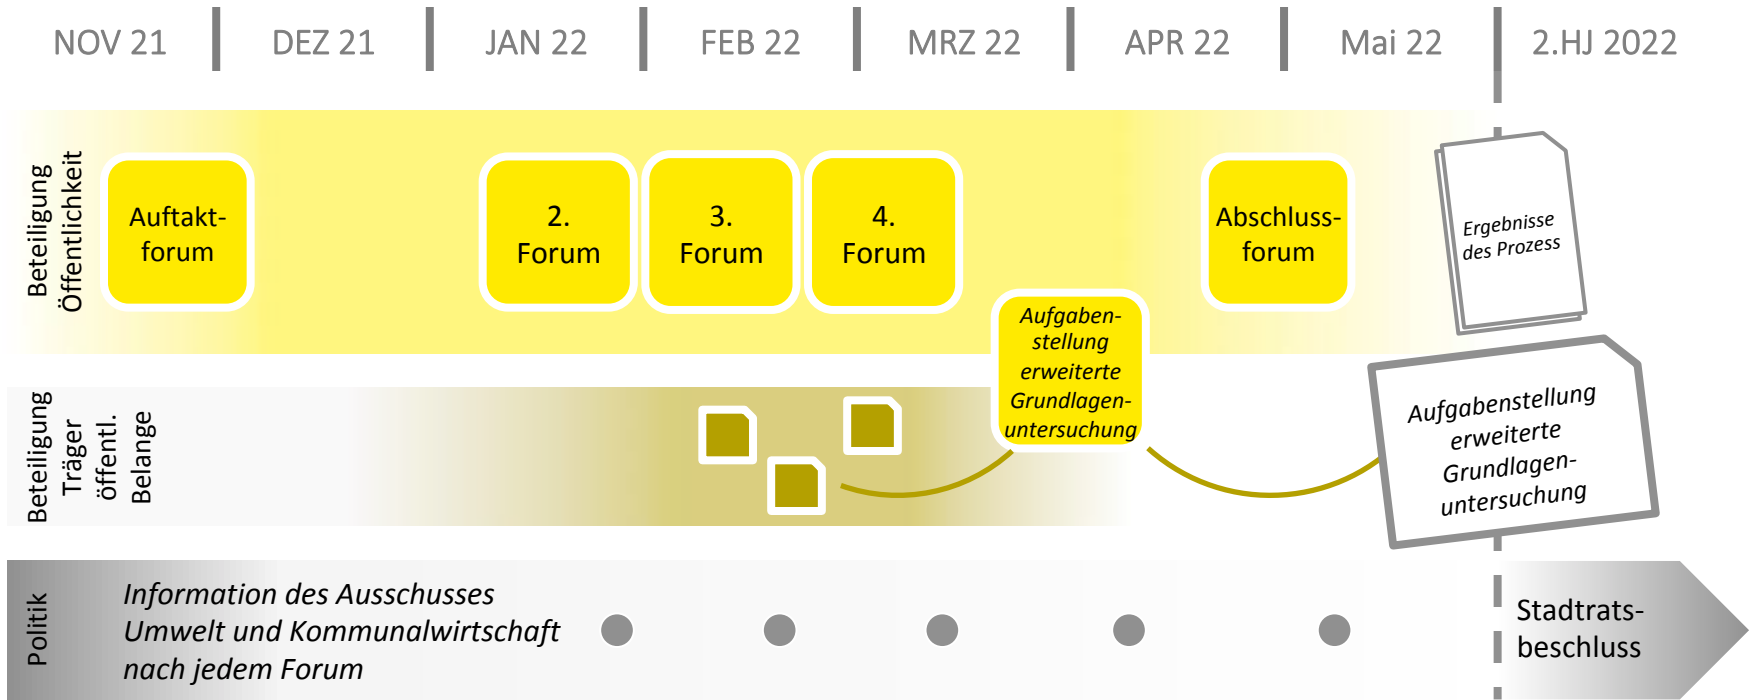 NOV 21
DEZ 21
JAN 22
FEB 22
MRZ 22
APR 22
Mai 22
2.HJ 2022
Beteiligung
Öffentlichkeit
Auftakt-
forum
2.
Forum
3.
Forum
4.
Forum
Abschluss-
forum
Ergebnisse
des Prozess
Aufgaben-
stellung
erweiterte
Grundlagen-
untersuchung
Beteiligung
Träger
öffentl.
Belange
Aufgabenstellung
erweiterte
Grundlagen-
untersuchung
Politik
Information des Ausschusses
Umwelt und Kommunalwirtschaft
nach jedem Forum
Stadtrats-
beschluss